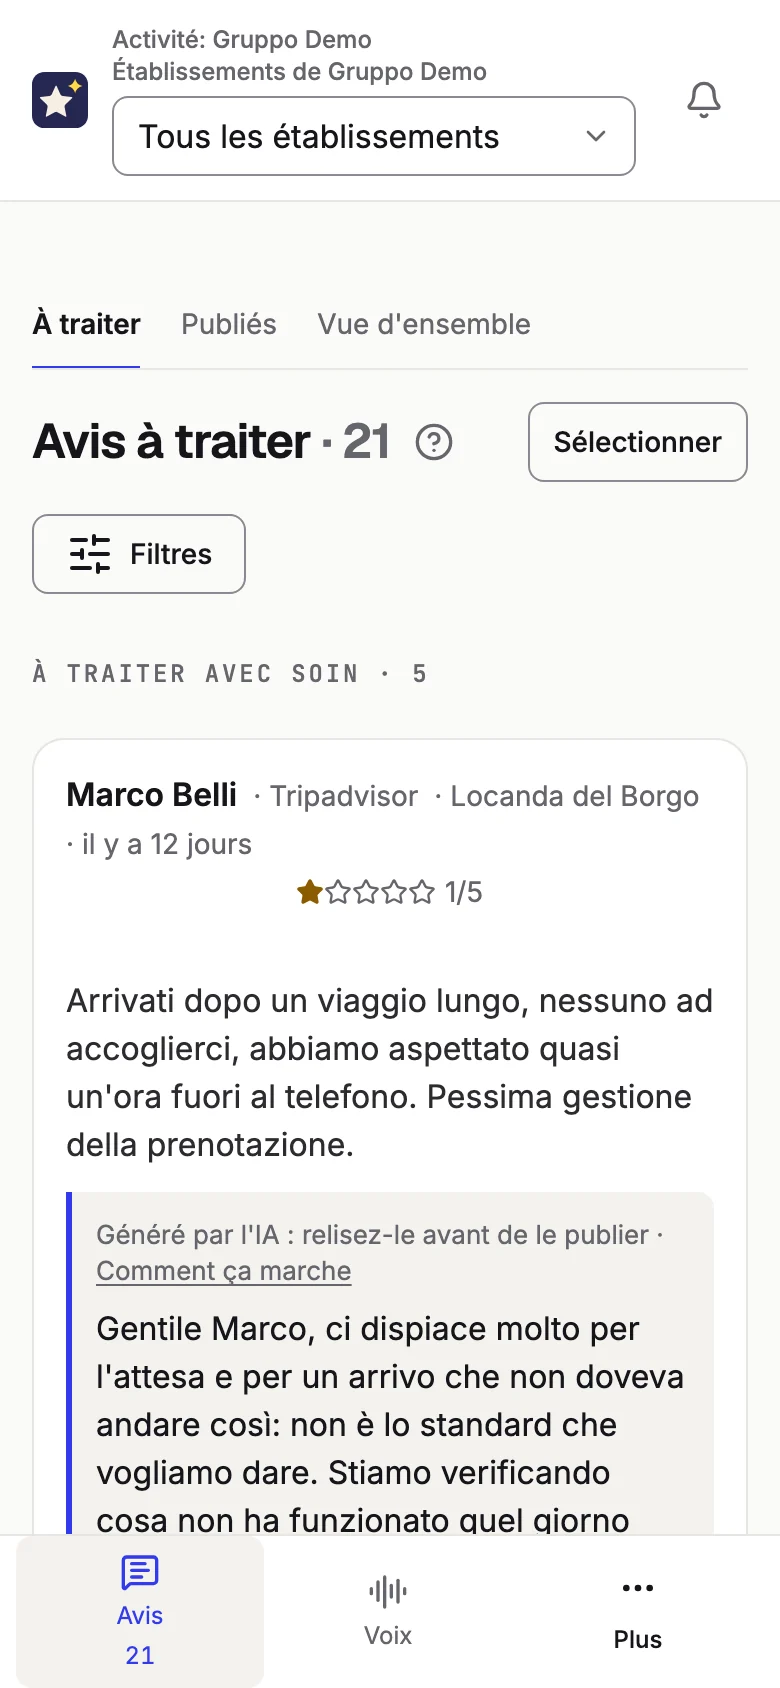 Activité: Gruppo Demo
Établissements de Gruppo Demo
Tous les établissements
À traiter Publiés Vue d'ensemble
Avis à traiter · 21 ?
Sélectionner
Filtres
À TRAITER AVEC SOIN · 5
Marco Belli · Tripadvisor · Locanda del Borgo
· il y a 12 jours
1/5
Arrivati dopo un viaggio lungo, nessuno ad
accoglierci, abbiamo aspettato quasi
un'ora fuori al telefono. Pessima gestione
della prenotazione.
Généré par l'IA : relisez-le avant de le publier ·
Comment ça marche
Gentile Marco, ci dispiace molto per
l'attesa e per un arrivo che non doveva
andare così: non è lo standard che
vogliamo dare. Stiamo verificando
cosa non ha funzionato quel giorno
Avis
21
Voix
Plus